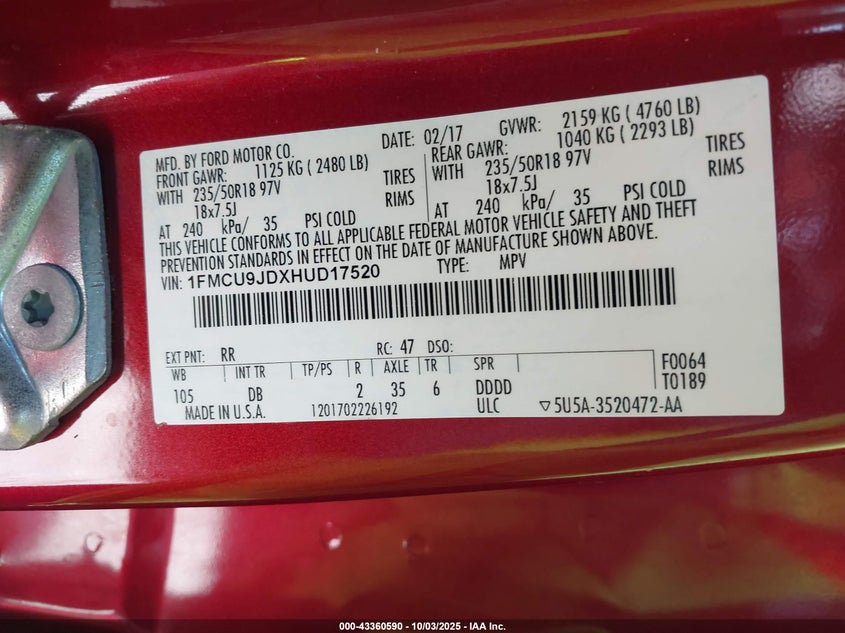 MFD. BY FORD MOTOR CO. DATE: 02/17 GVWR: 2159 KG ( 4760 LB)
FRONT GAWR: 1125 KG ( 2480 LB) REAR GAWR: 1040 KG ( 2293 LB)
WITH 235/50R18 97V TIRES WITH 235/50R18 97V TIRES
18x7.5J RIMS 18x7.5J RIMS
AT 240 kPa/ 35 PSI COLD AT 240 kPa/ 35 PSI COLD
THIS VEHICLE CONFORMS TO ALL APPLICABLE FEDERAL MOTOR VEHICLE SAFETY AND THEFT
PREVENTION STANDARDS IN EFFECT ON THE DATE OF MANUFACTURE SHOWN ABOVE.
VIN: 1FMCU9JDXHUD17520 TYPE: MPV
EXT PNT: RR RC: 47 DSO:
WB INT TR TP/PS R AXLE TR SPR F0064
105 DB 2 35 6 DDDD T0189
MADE IN U.S.A. 1201702226192 ULC ▽5U5A-3520472-AA
000-43360590 - 10/03/2025 - IAA Inc.